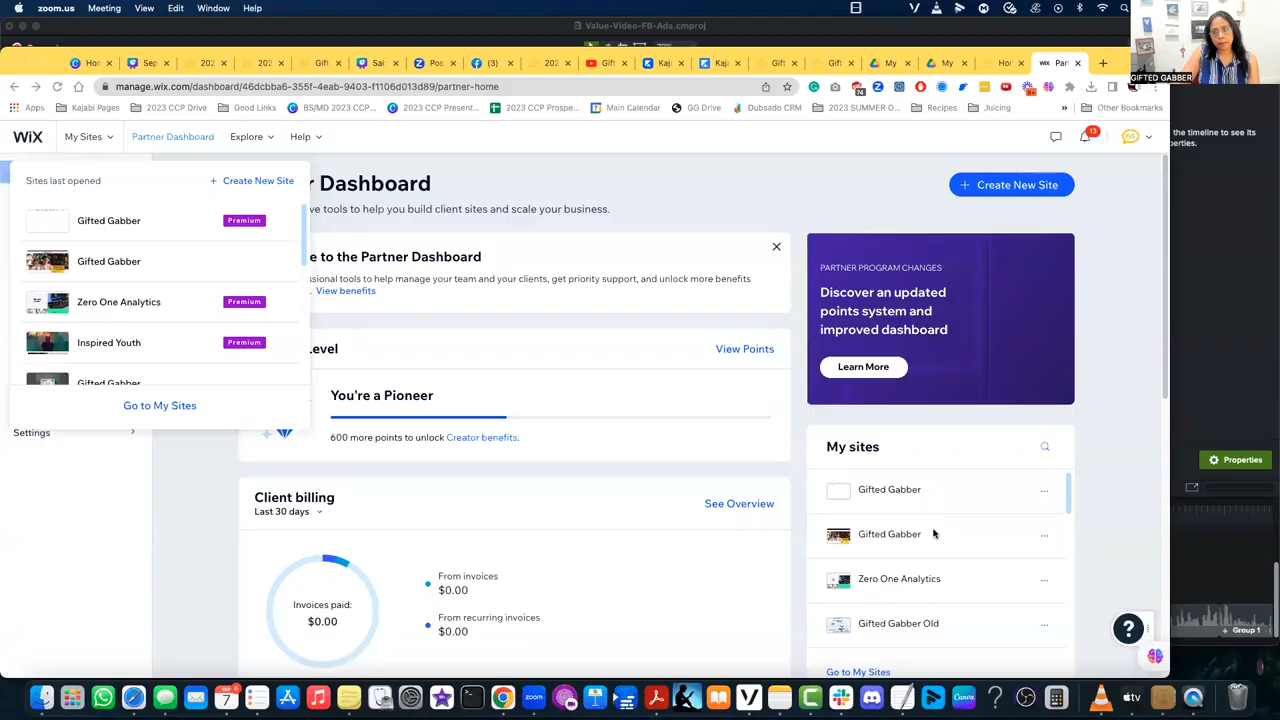 zoom.us Meeting View Edit Window Help
Value-Video-FB-Ads.cmproj
GIFTED GABBER
manage.wix.com/dashboard/46dcbba6-355f-4eab-9403-f1106d013d89/partner-home
Apps Kajabi Pages 2023 CCP Prep... Good Links BS/MD 2023 CCP... 2023 CCP Present... 2023 CCP Prospe... Main Calendar GG Drive Dubsado CRM 2023 SUMMER O... Recipes Juicing » Other Bookmarks
WiX My Sites Partner Dashboard Explore Help 13 GG
the timeline to see its
perties.
Sites last opened + Create New Site
r Dashboard
+ Create New Site
ve tools to help you build client sites and scale your business.
Gifted Gabber Premium
Gifted Gabber
Zero One Analytics Premium
Inspired Youth Premium
Gifted Gabber
Go to My Sites
Settings
e to the Partner Dashboard
ssional tools to help manage your team and your clients, get priority support, and unlock more benefits
. View benefits
Level View Points
You're a Pioneer
600 more points to unlock Creator benefits.
Client billing See Overview
Last 30 days
Invoices paid:
$0.00
From invoices
$0.00
From recurring invoices
$0.00
PARTNER PROGRAM CHANGES
Discover an updated
points system and
improved dashboard
Learn More
My sites
Gifted Gabber
Gifted Gabber
Zero One Analytics
Gifted Gabber Old
Go to My Sites
Properties
Group 1
?